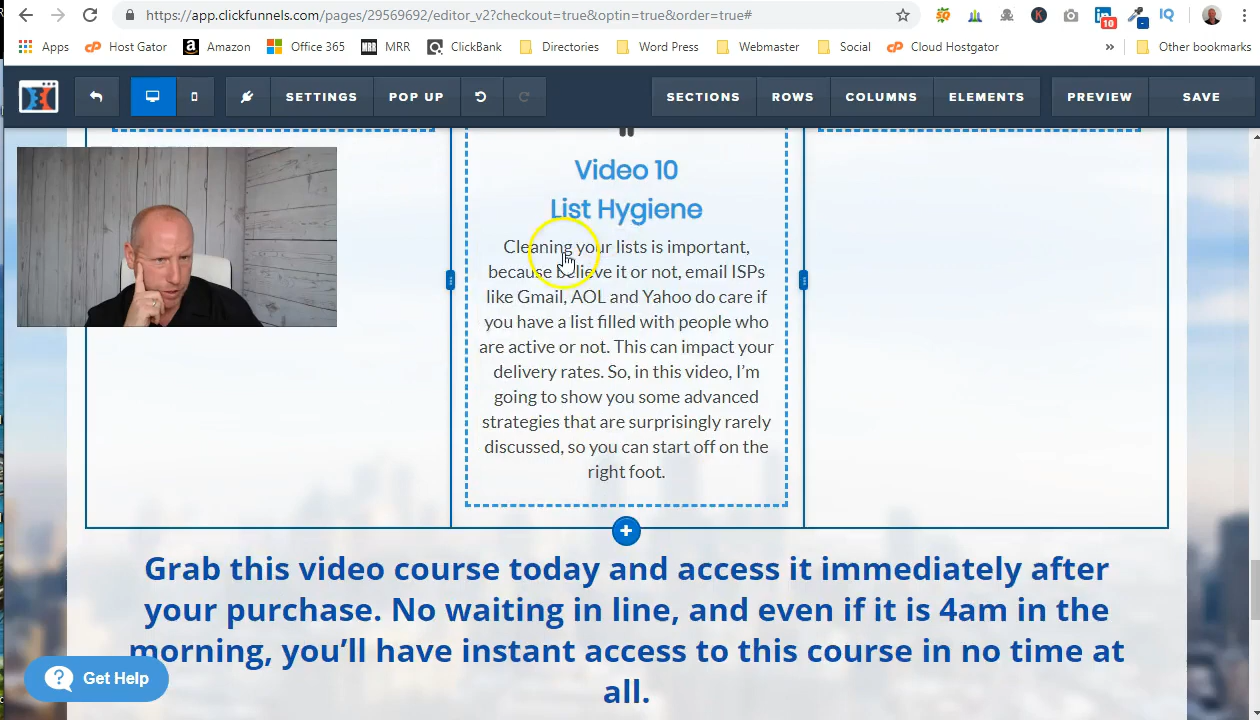 https://app.clickfunnels.com/pages/29569692/editor_v2?checkout=true&optin=true&order=true#
10
IQ
Apps
Host Gator
Amazon
Office 365
MRR
MRR
ClickBank
Directories
Word Press
Webmaster
Social
Cloud Hostgator
»
Other bookmarks
SETTINGS
POP UP
SECTIONS
ROWS
COLUMNS
ELEMENTS
PREVIEW
SAVE
Video 10
List Hygiene
Cleaning your lists is important,
because believe it or not, email ISPs
like Gmail, AOL and Yahoo do care if
you have a list filled with people who
are active or not. This can impact your
delivery rates. So, in this video, I’m
going to show you some advanced
strategies that are surprisingly rarely
discussed, so you can start off on the
right foot.
Grab this video course today and access it immediately after
your purchase. No waiting in line, and even if it is 4am in the
morning, you’ll have instant access to this course in no time at
all.
? Get Help